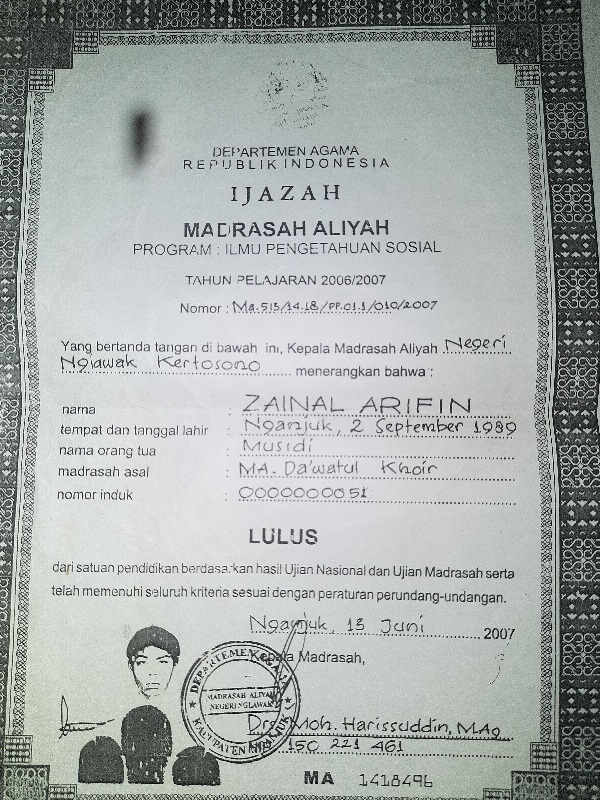 DEPARTEMEN AGAMA
REPUBLIK INDONESIA
IJAZAH
MADRASAH ALIYAH
PROGRAM : ILMU PENGETAHUAN SOSIAL
TAHUN PELAJARAN 2006/2007
Nomor : Ma.515/14.18/PP.01.1/010/2007
Yang bertanda tangan di bawah ini, Kepala Madrasah Aliyah Negeri
Nglawak Kertosono menerangkan bahwa :
nama : ZAINAL ARIFIN
tempat dan tanggal lahir : Nganjuk, 2 September 1989
nama orang tua : Musidi
madrasah asal : MA. Da'watul Khoir
nomor induk : 0000000051
LULUS
dari satuan pendidikan berdasarkan hasil Ujian Nasional dan Ujian Madrasah serta
telah memenuhi seluruh kriteria sesuai dengan peraturan perundang-undangan.
Nganjuk, 13 Juni 2007
Kepala Madrasah,
DEPARTEMEN AGAMA
MADRASAH ALIYAH
NEGERI NGLAWAK
KABUPATEN NGANJUK
Drs. Moh. Harissuddin, M.Ag
150 221 461
MA 1418496